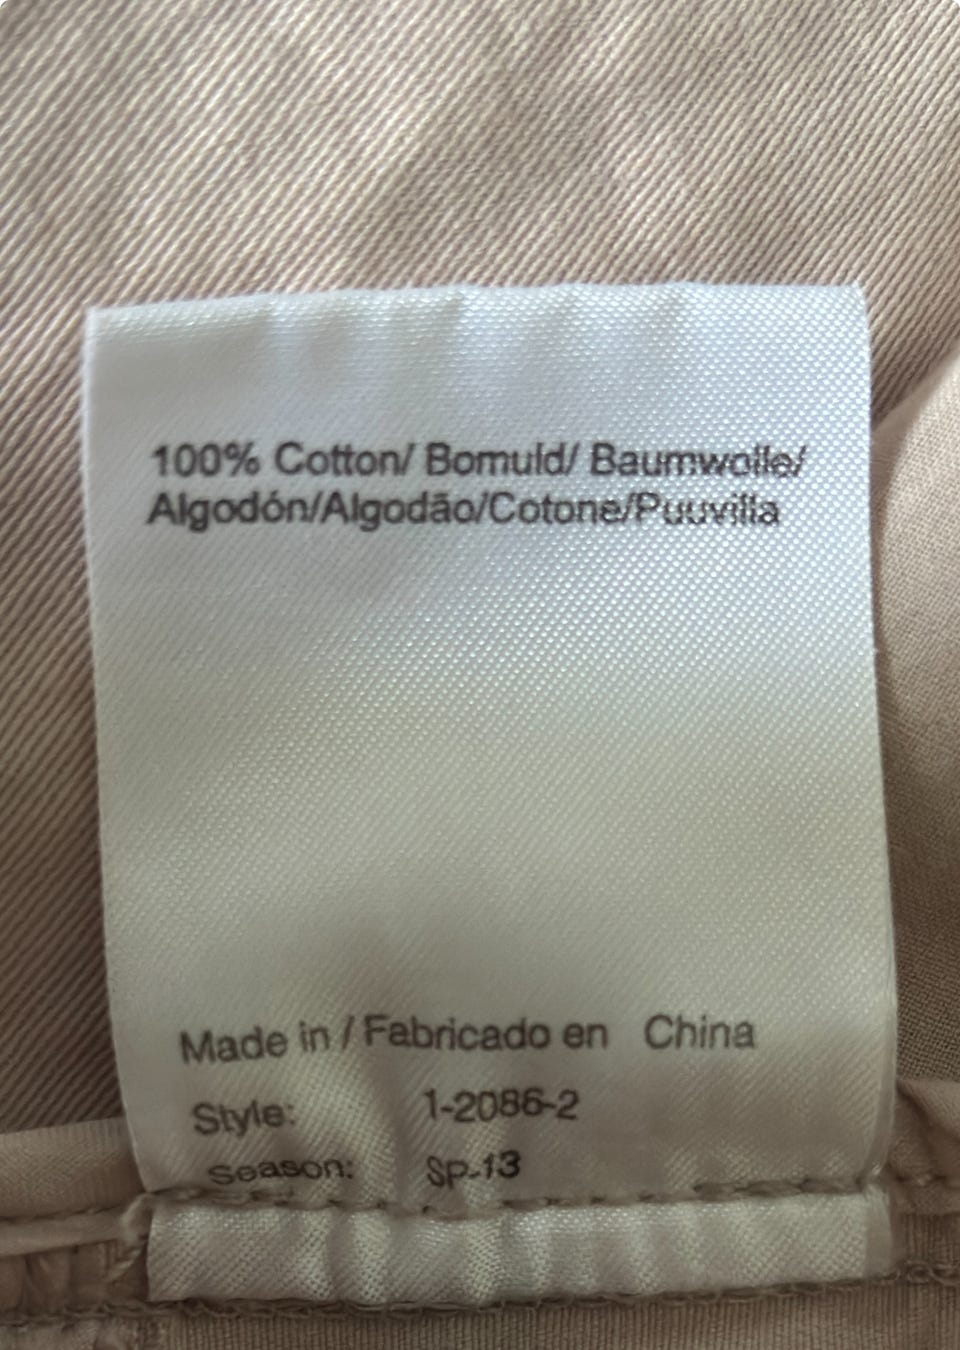 100% Cotton/ Bomuld/ Baumwolle/
Algodón/Algodão/Cotone/Puuvilla
Made in / Fabricado en China
Style: 1-2086-2
Season: Sp-13